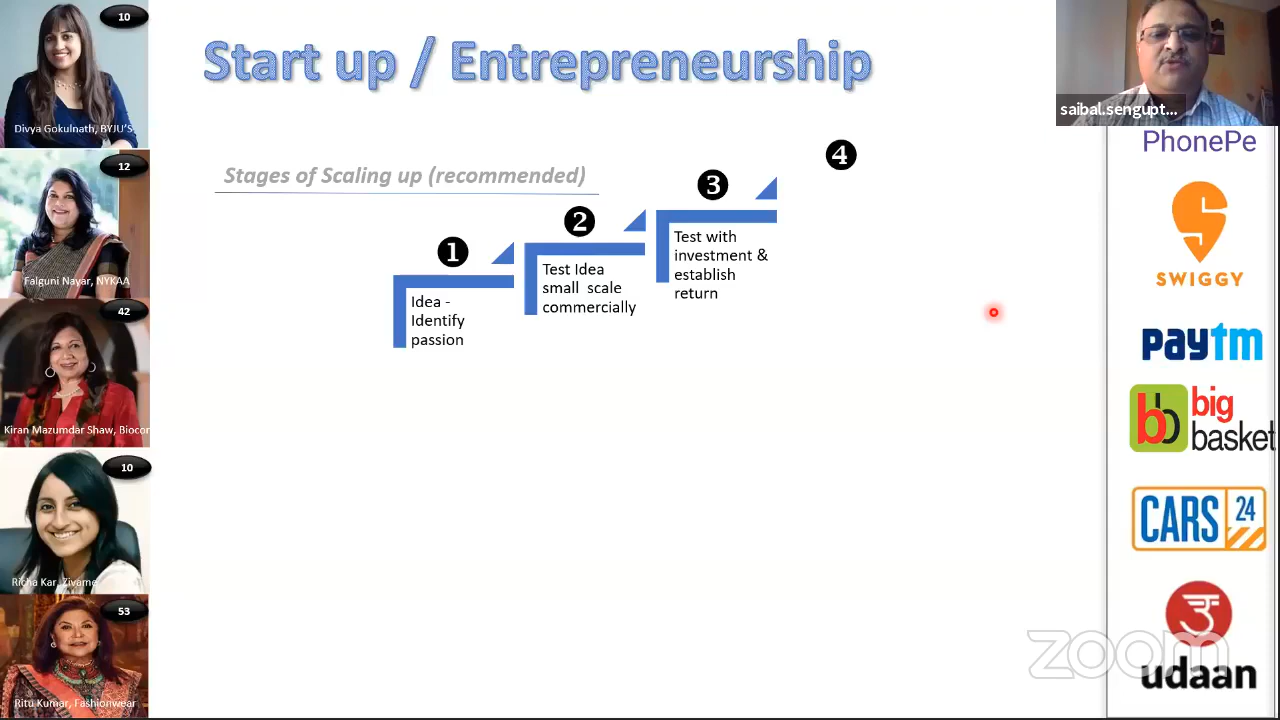 10
Divya Gokulnath, BYJU'S
12
Falguni Nayar, NYKAA
42
Kiran Mazumdar Shaw, Biocor
10
Richa Kar, Zivame
53
Ritu Kumar, Fashionwear
Start up / Entrepreneurship
Stages of Scaling up (recommended)
1
Idea -
Identify
passion
2
Test Idea
small scale
commercially
3
Test with
investment &
establish
return
4
saibal.sengupt...
PhonePe
SWIGGY
paytm
bb
big
basket
CARS
24
उ
udaan
zoom